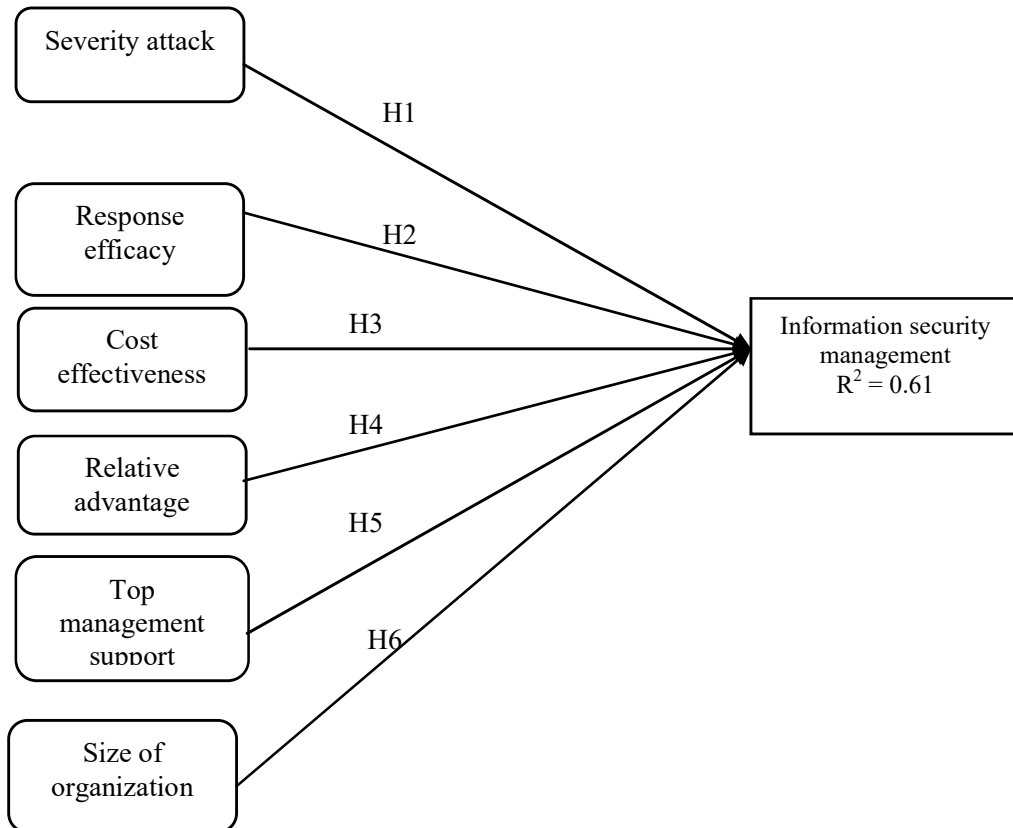 Severity attack
H1
Response
efficacy
H2
Cost
effectiveness
H3
Information security
management
R² = 0.61
Relative
advantage
H4
Top
management
support
H5
Size of
organization
H6